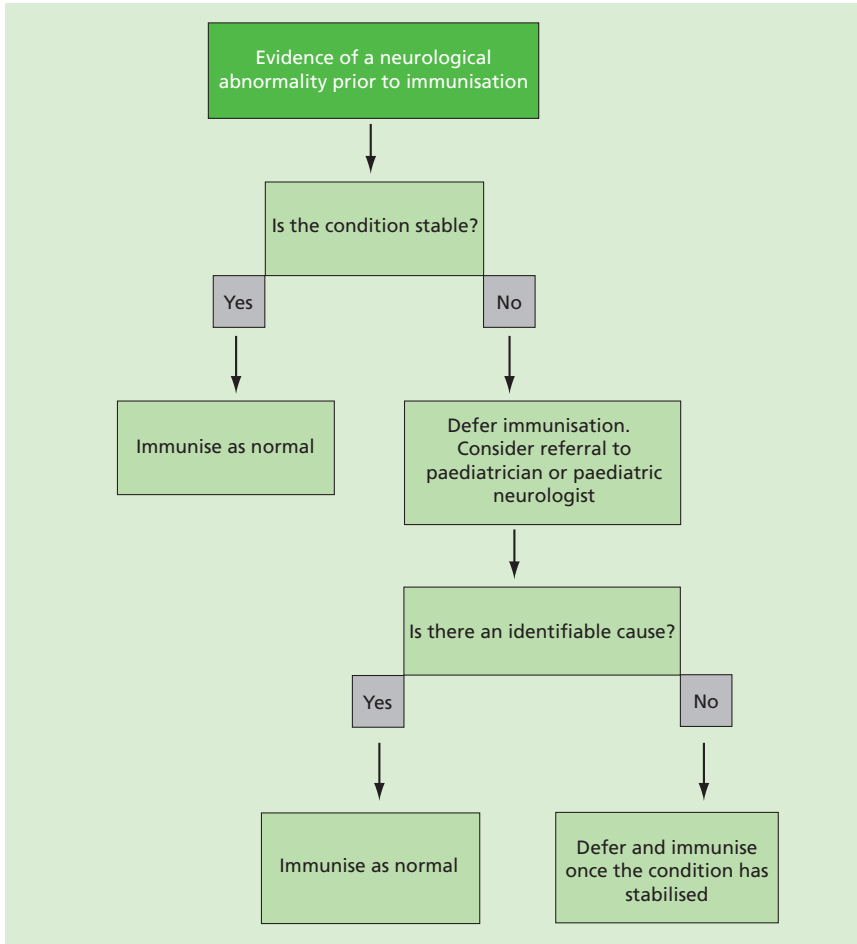 Evidence of a neurological
abnormality prior to immunisation
Is the condition stable?
Yes
No
Immunise as normal
Defer immunisation.
Consider referral to
paediatrician or paediatric
neurologist
Is there an identifiable cause?
Yes
No
Immunise as normal
Defer and immunise
once the condition has
stabilised